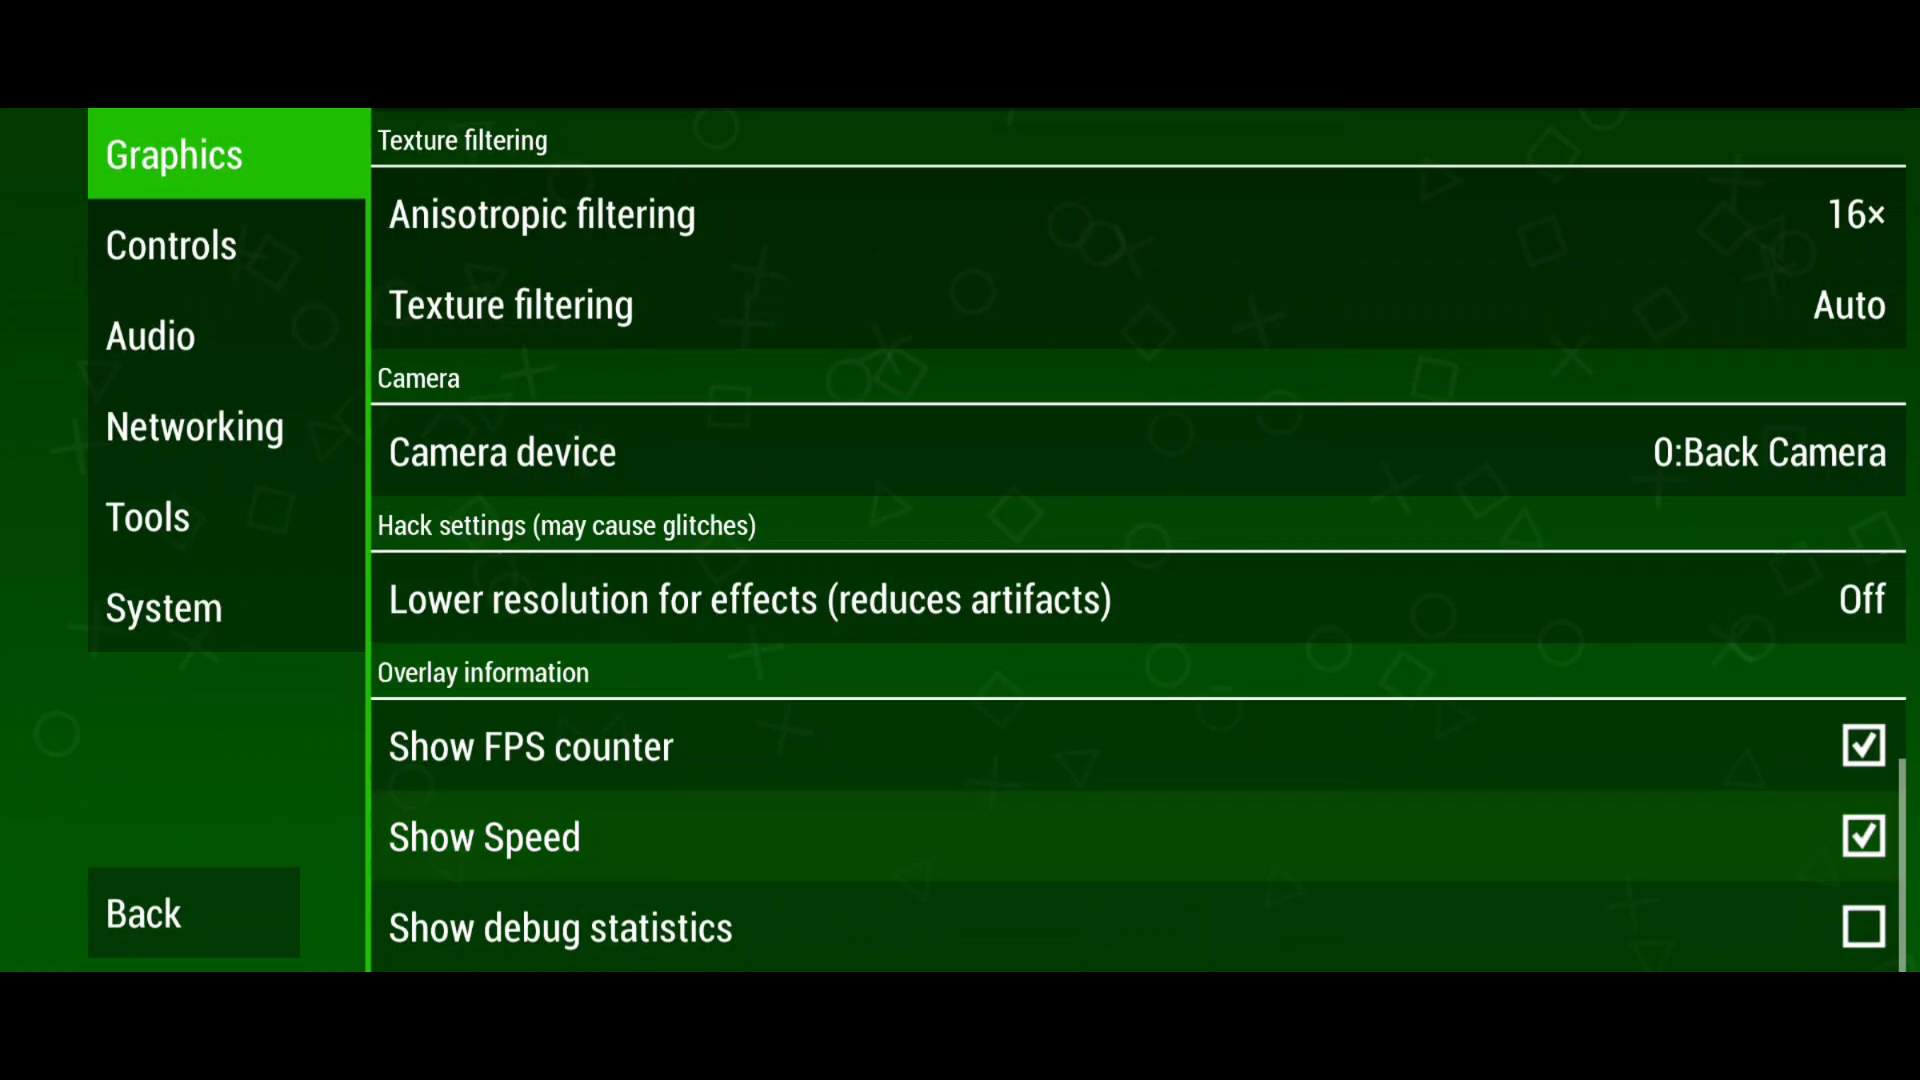 Graphics
Controls
Audio
Networking
Tools
System
Back
Texture filtering
Anisotropic filtering 16×
Texture filtering Auto
Camera
Camera device 0:Back Camera
Hack settings (may cause glitches)
Lower resolution for effects (reduces artifacts) Off
Overlay information
Show FPS counter
Show Speed
Show debug statistics